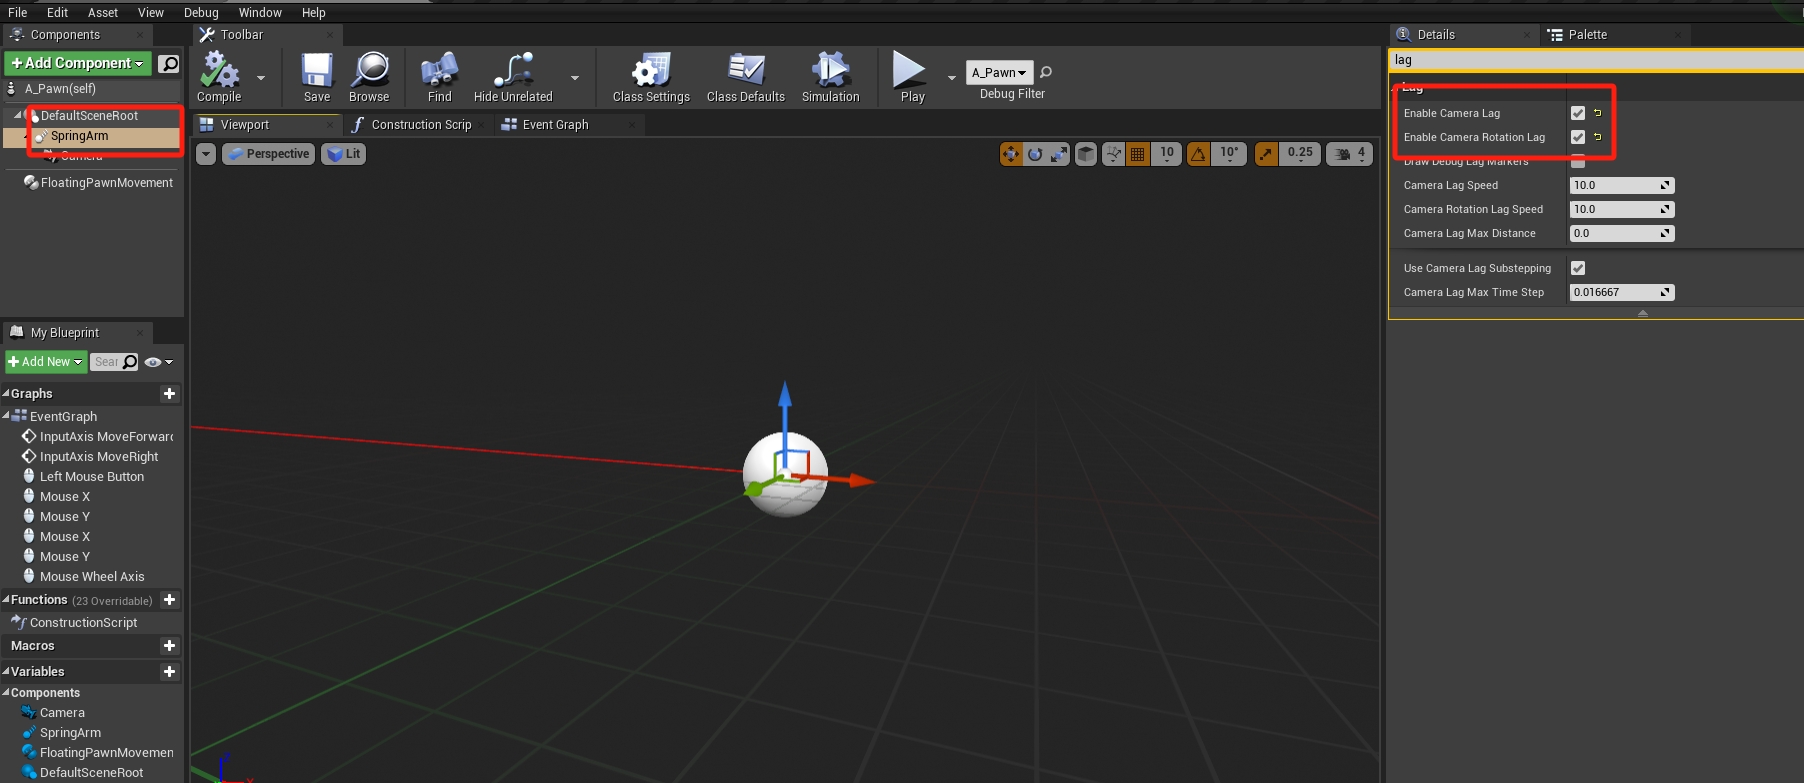 File Edit Asset View Debug Window Help
Components
Toolbar
Details
Palette
Add Component
lag
A_Pawn(self)
Compile
Save
Browse
Find
Hide Unrelated
Class Settings
Class Defaults
Simulation
Play
A_Pawn
Debug Filter
Lag
DefaultSceneRoot
SpringArm
Camera
FloatingPawnMovement
Viewport
Construction Scrip
Event Graph
Perspective
Lit
10
10°
0.25
4
Enable Camera Lag
Enable Camera Rotation Lag
Draw Debug Lag Markers
Camera Lag Speed 10.0
Camera Rotation Lag Speed 10.0
Camera Lag Max Distance 0.0
Use Camera Lag Substepping
Camera Lag Max Time Step 0.016667
My Blueprint
Add New
Sear
Graphs
EventGraph
InputAxis MoveForward
InputAxis MoveRight
Left Mouse Button
Mouse X
Mouse Y
Mouse X
Mouse Y
Mouse Wheel Axis
Functions (23 Overridable)
ConstructionScript
Macros
Variables
Components
Camera
SpringArm
FloatingPawnMovemen
DefaultSceneRoot
Z
X